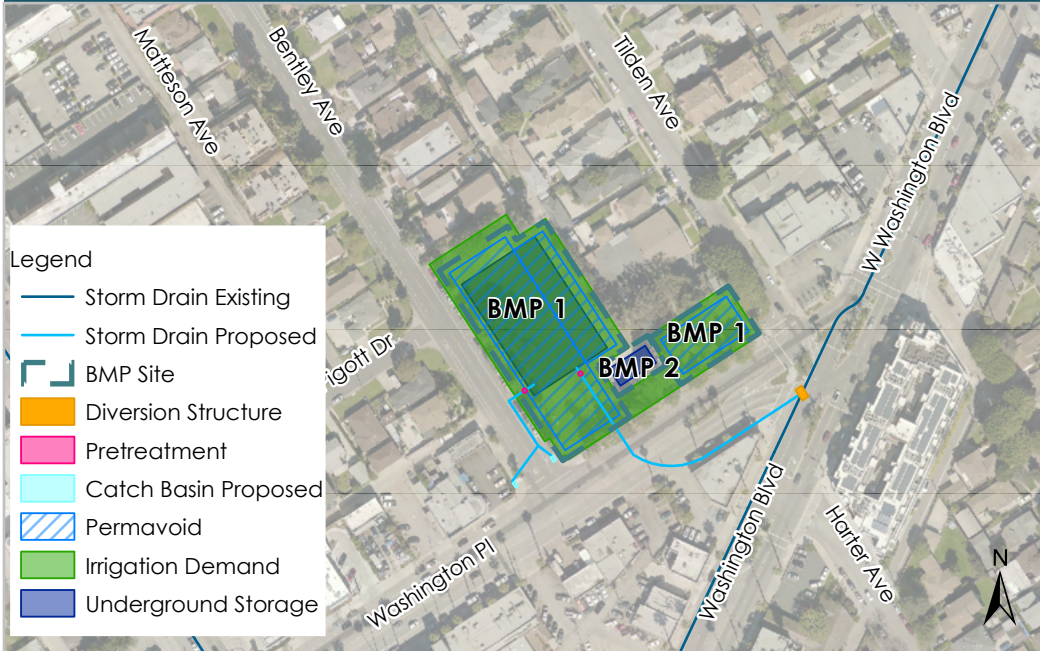 Matteson Ave
Bentley Ave
Tilden Ave
W Washington Blvd
Legend
Storm Drain Existing
Storm Drain Proposed
BMP Site
Diversion Structure
Pretreatment
Catch Basin Proposed
Permavoid
Irrigation Demand
Underground Storage
igott Dr
BMP 1
BMP 1
BMP 2
Washington Pl
Washington Blvd
Harter Ave
N